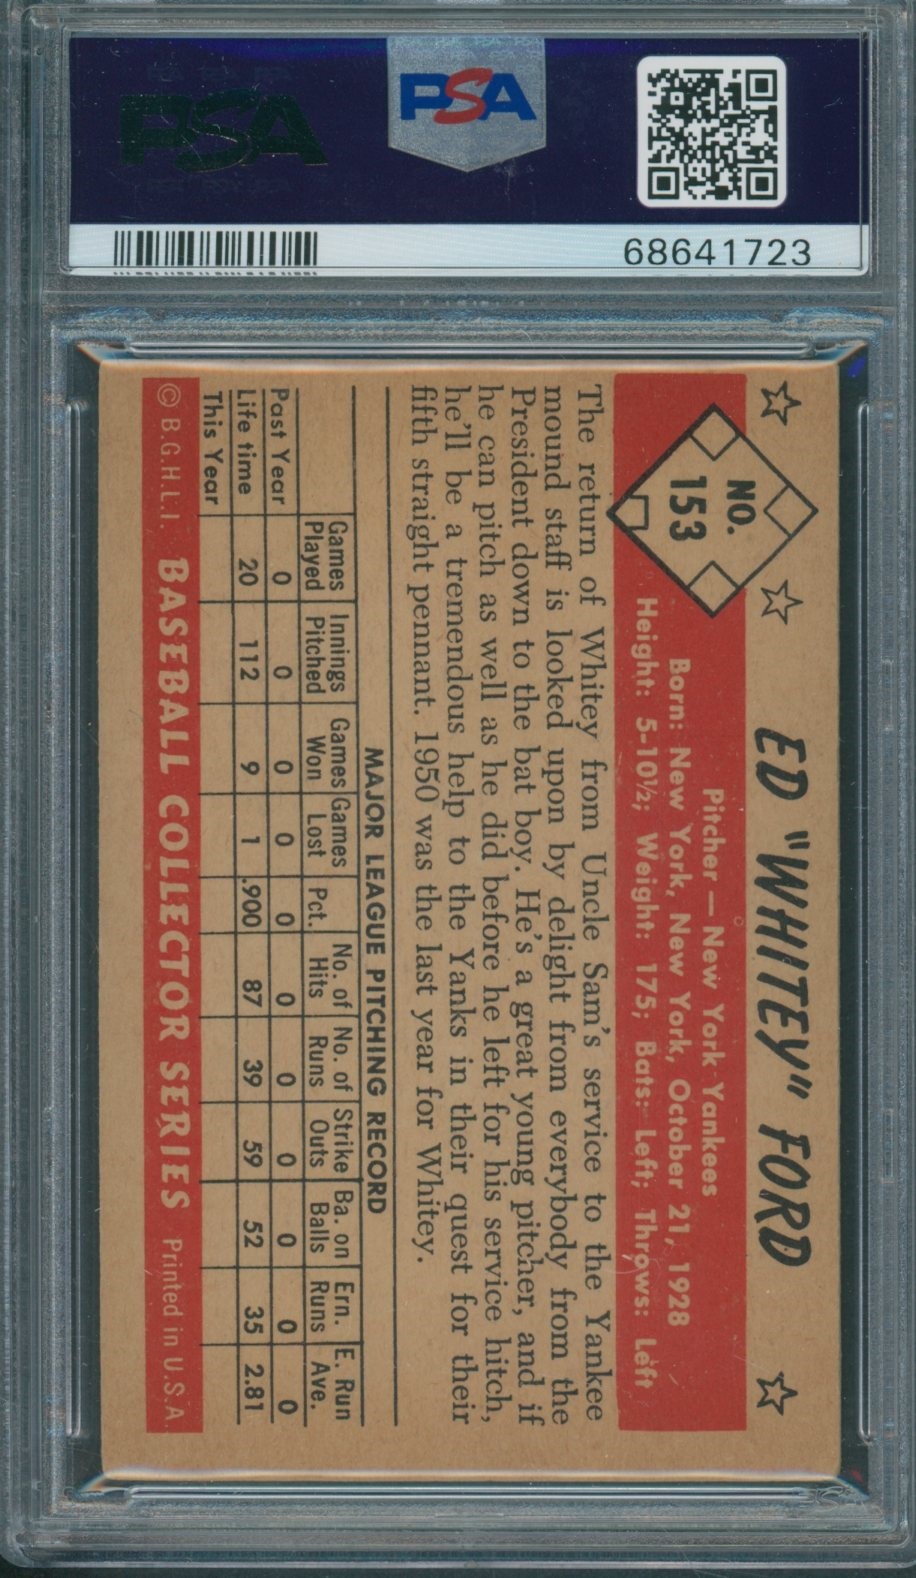 PSA
PSA
68641723
ED "WHITEY" FORD
NO.
153
Pitcher — New York Yankees
Born: New York, New York, October 21, 1928
Height: 5-10½; Weight: 175; Bats: Left; Throws: Left
The return of Whitey from Uncle Sam's service to the Yankee
mound staff is looked upon by delight from everybody from the
President down to the bat boy. He's a great young pitcher, and if
he can pitch as well as he did before he left for his service hitch,
he'll be a tremendous help to the Yanks in their quest for their
fifth straight pennant. 1950 was the last year for Whitey.
MAJOR LEAGUE PITCHING RECORD
Games Played Innings Pitched Games Won Games Lost Pct. No. of Hits No. of Runs Strike Outs Ba. on Balls Ern. Runs E. Run Ave.
Past Year 0 0 0 0 0 0 0 0 0 0 0
Life time 20 112 9 1 .900 87 39 59 52 35 2.81
This Year
© B.G.H.L.I. BASEBALL COLLECTOR SERIES Printed in U.S.A.